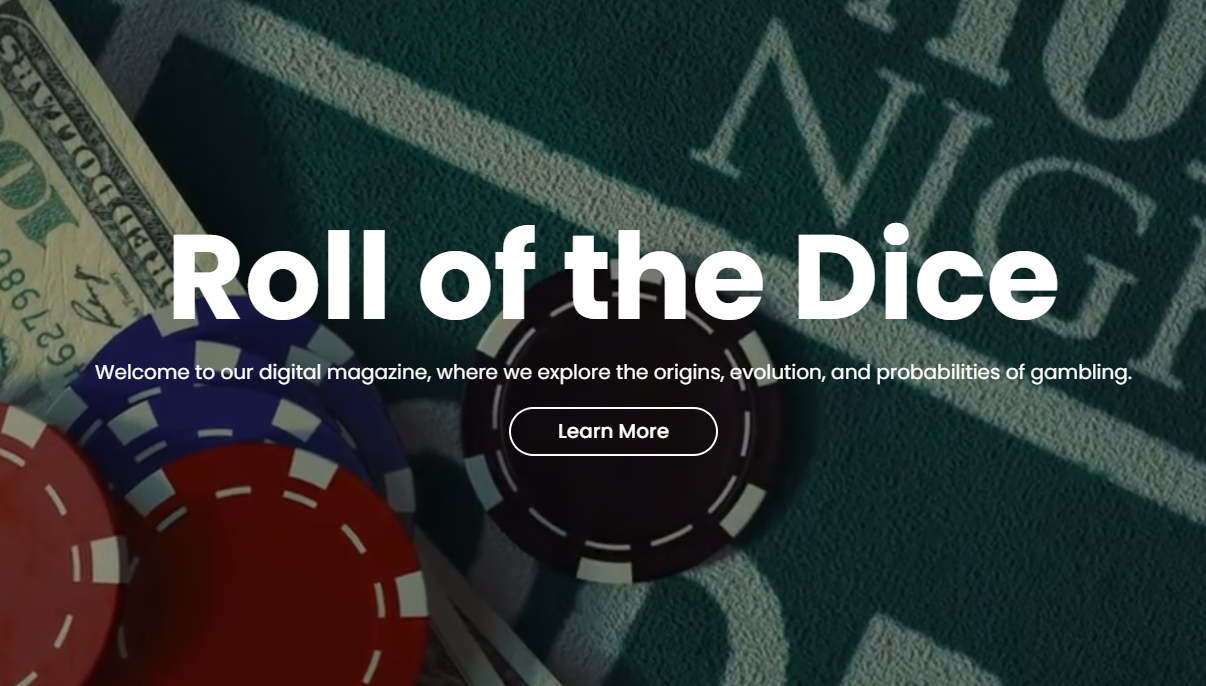 NIGH
Roll of the Dice
Welcome to our digital magazine, where we explore the origins, evolution, and probabilities of gambling.
Learn More